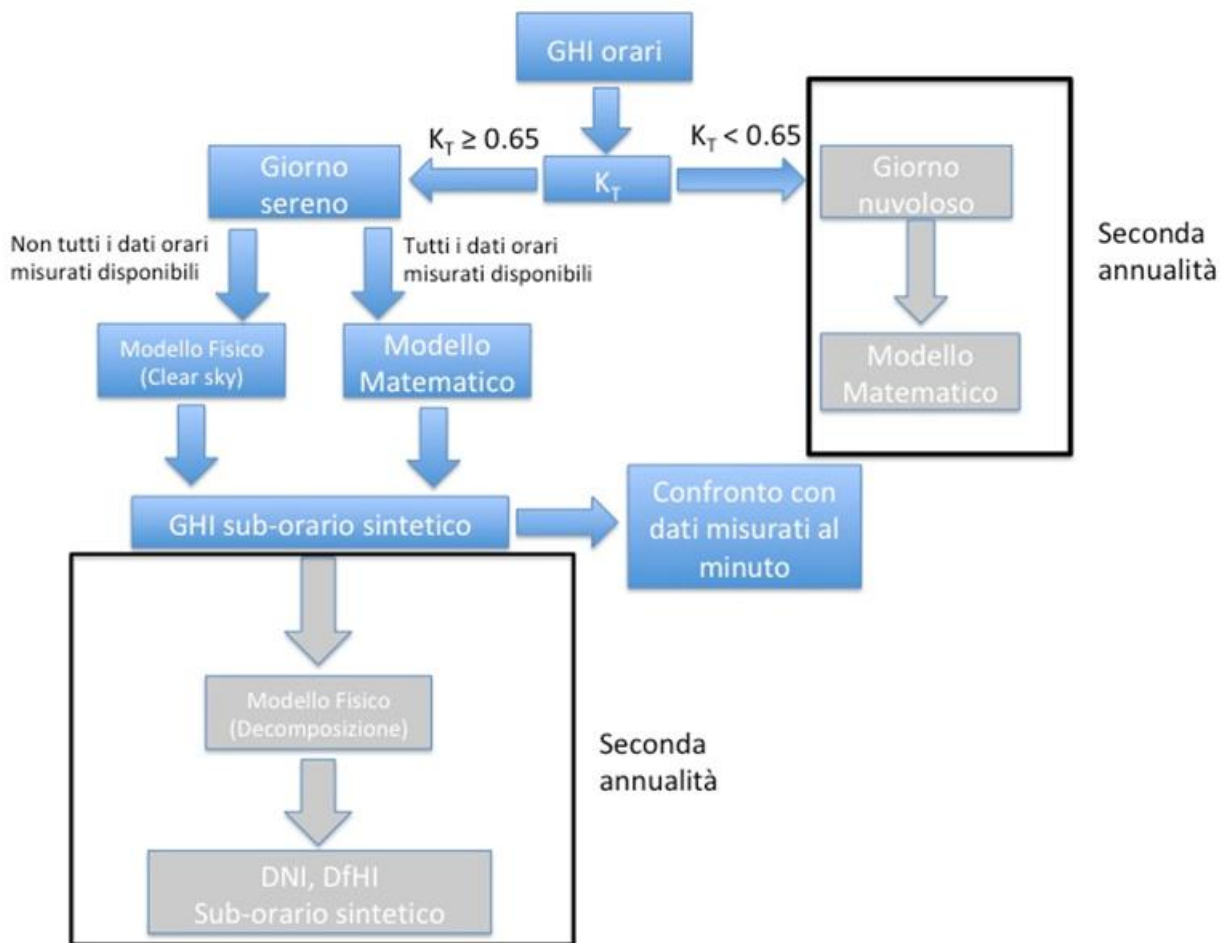 GHI orari
K_T ≥ 0.65
K_T < 0.65
K_T
Giorno
sereno
Giorno
nuvoloso
Non tutti i dati orari
misurati disponibili
Tutti i dati orari
misurati disponibili
Seconda
annualità
Modello Fisico
(Clear sky)
Modello
Matematico
Modello
Matematico
GHI sub-orario sintetico
Confronto con
dati misurati al
minuto
Modello Fisico
(Decomposizione)
Seconda
annualità
DNI, DfHI
Sub-orario sintetico